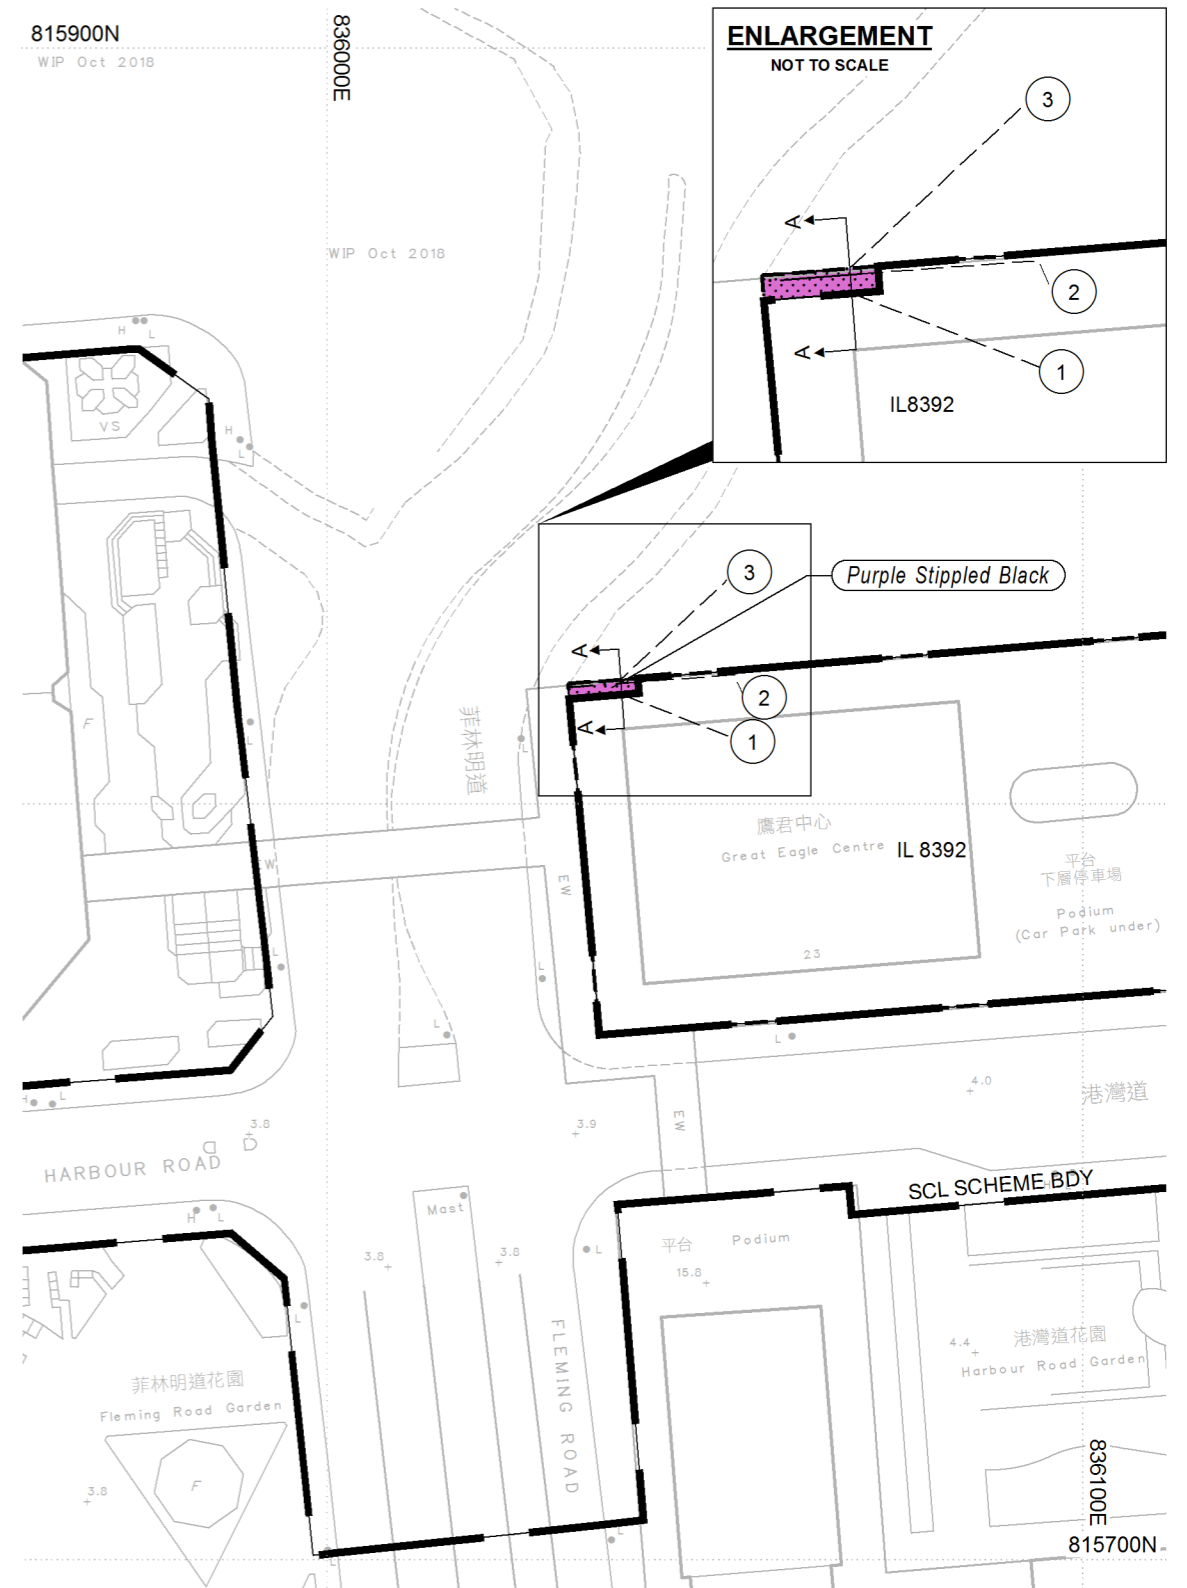 815900N
WIP Oct 2018
836000E
ENLARGEMENT
NOT TO SCALE
3
A
2
A
1
IL8392
WIP Oct 2018
H
L
VS
H
L
3
Purple Stippled Black
A
2
A
1
F
L
菲林明道
L
鷹君中心
Great Eagle Centre
IL 8392
平台
下層停車場
Podium
(Car Park under)
EW
23
L
L
L
L
4.0
港灣道
H
L
3.8
3.9
EW
HARBOUR ROAD
SCL SCHEME BDY
H
L
Mast
H
L
3.8
3.8
L
平台
Podium
15.8
L
FLEMING ROAD
4.4
港灣道花園
Harbour Road Garden
菲林明道花園
Fleming Road Garden
F
3.8
836100E
815700N
L
L